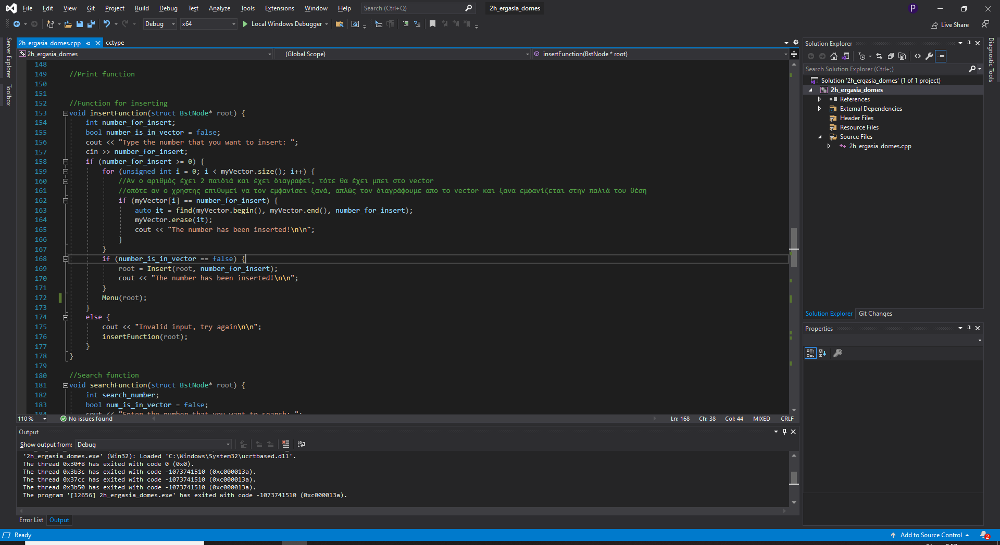 File Edit View Git Project Build Debug Test Analyze Tools Extensions Window Help Search (Ctrl+Q) 2h_ergasia_domes P
Debug x64 Local Windows Debugger Live Share
Server Explorer
Toolbox
2h_ergasia_domes.cpp cctype
2h_ergasia_domes (Global Scope) insertFunction(BstNode * root)
148
149 //Print function
150
151
152 //Function for inserting
153 void insertFunction(struct BstNode* root) {
154 int number_for_insert;
155 bool number_is_in_vector = false;
156 cout << "Type the number that you want to insert: ";
157 cin >> number_for_insert;
158 if (number_for_insert >= 0) {
159 for (unsigned int i = 0; i < myVector.size(); i++) {
160 //Αν ο αριθμός έχει 2 παιδιά και έχει διαγραφεί, τότε θα έχει μπει στο vector
161 //οπότε αν ο χρηστης επιθυμεί να τον εμφανίσει ξανά, απλώς τον διαγράφουμε απο το vector και ξανα εμφανίζεται στην παλιά του θέση
162 if (myVector[i] == number_for_insert) {
163 auto it = find(myVector.begin(), myVector.end(), number_for_insert);
164 myVector.erase(it);
165 cout << "The number has been inserted!\n\n";
166 }
167 }
168 if (number_is_in_vector == false) {
169 root = Insert(root, number_for_insert);
170 cout << "The number has been inserted!\n\n";
171 }
172 Menu(root);
173 }
174 else {
175 cout << "Invalid input, try again\n\n";
176 insertFunction(root);
177 }
178 }
179
180 //Search function
181 void searchFunction(struct BstNode* root) {
182 int search_number;
183 bool num_is_in_vector = false;
184 cout << "Enter the number that you want to search: ";
110 % No issues found Ln: 168 Ch: 38 Col: 44 MIXED CRLF
Output
Show output from: Debug
'2h_ergasia_domes.exe' (Win32): Loaded 'C:\Windows\System32\ucrtbased.dll'.
The thread 0x30f8 has exited with code 0 (0x0).
The thread 0x3b3c has exited with code -1073741510 (0xc000013a).
The thread 0x37cc has exited with code -1073741510 (0xc000013a).
The thread 0x3b50 has exited with code -1073741510 (0xc000013a).
The program '[12656] 2h_ergasia_domes.exe' has exited with code -1073741510 (0xc000013a).
Error List Output
Solution Explorer
Search Solution Explorer (Ctrl+;)
Solution '2h_ergasia_domes' (1 of 1 project)
2h_ergasia_domes
References
External Dependencies
Header Files
Resource Files
Source Files
2h_ergasia_domes.cpp
Solution Explorer Git Changes
Properties
Diagnostic Tools
Ready Add to Source Control 2